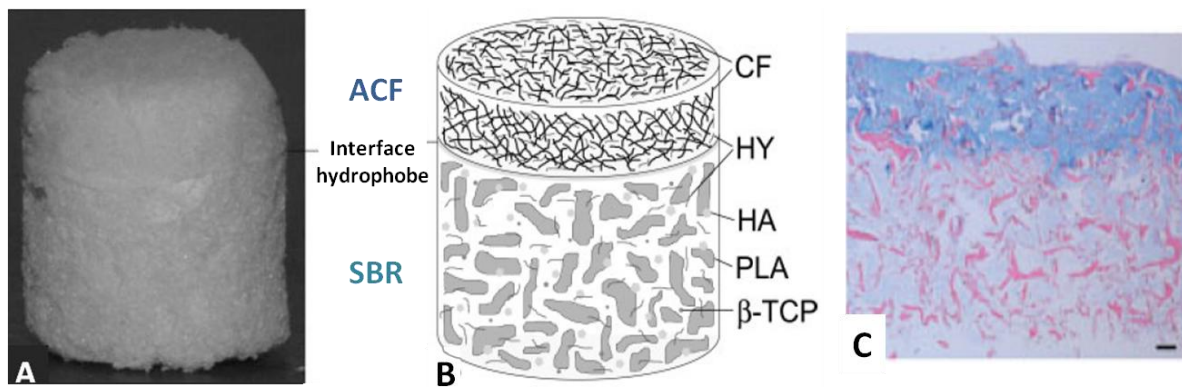 A
ACF
Interface
hydrophobe
SBR
B
CF
HY
HA
PLA
β-TCP
C